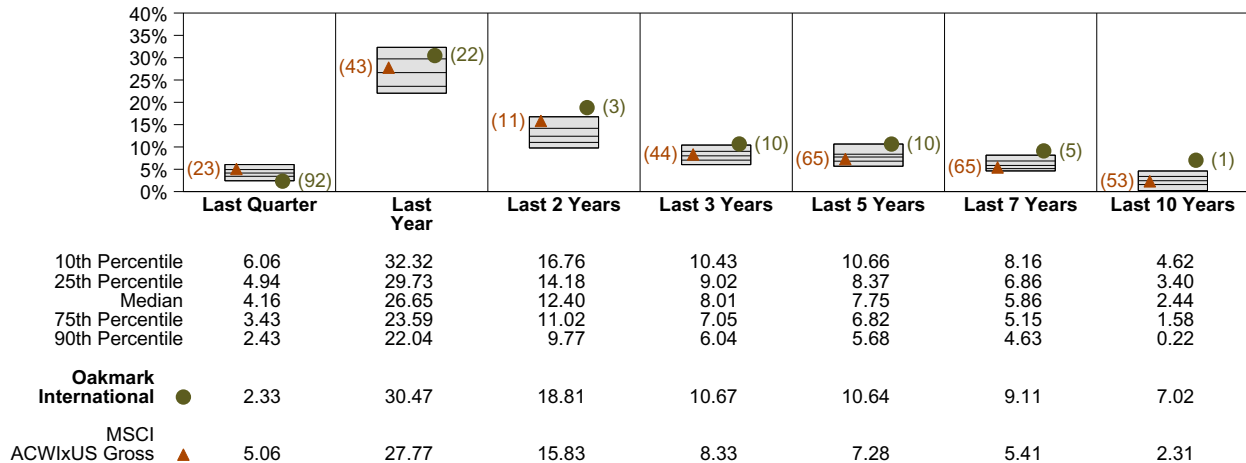 40%
35%
30%
25%
20%
15%
10%
5%
0%
(23)
(92)
(43)
(22)
(11)
(3)
(44)
(10)
(65)
(10)
(65)
(5)
(53)
(1)
Last Quarter
Last
Year
Last 2 Years
Last 3 Years
Last 5 Years
Last 7 Years
Last 10 Years
10th Percentile 6.06 32.32 16.76 10.43 10.66 8.16 4.62
25th Percentile 4.94 29.73 14.18 9.02 8.37 6.86 3.40
Median 4.16 26.65 12.40 8.01 7.75 5.86 2.44
75th Percentile 3.43 23.59 11.02 7.05 6.82 5.15 1.58
90th Percentile 2.43 22.04 9.77 6.04 5.68 4.63 0.22
Oakmark
International 2.33 30.47 18.81 10.67 10.64 9.11 7.02
MSCI
ACWIxUS Gross 5.06 27.77 15.83 8.33 7.28 5.41 2.31